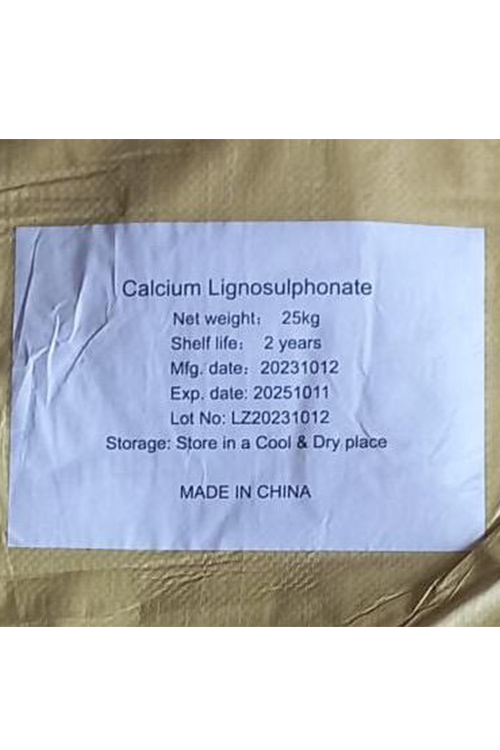 Calcium Lignosulphonate
Net weight： 25kg
Shelf life： 2 years
Mfg. date：20231012
Exp. date: 20251011
Lot No: LZ20231012
Storage: Store in a Cool & Dry place
MADE IN CHINA